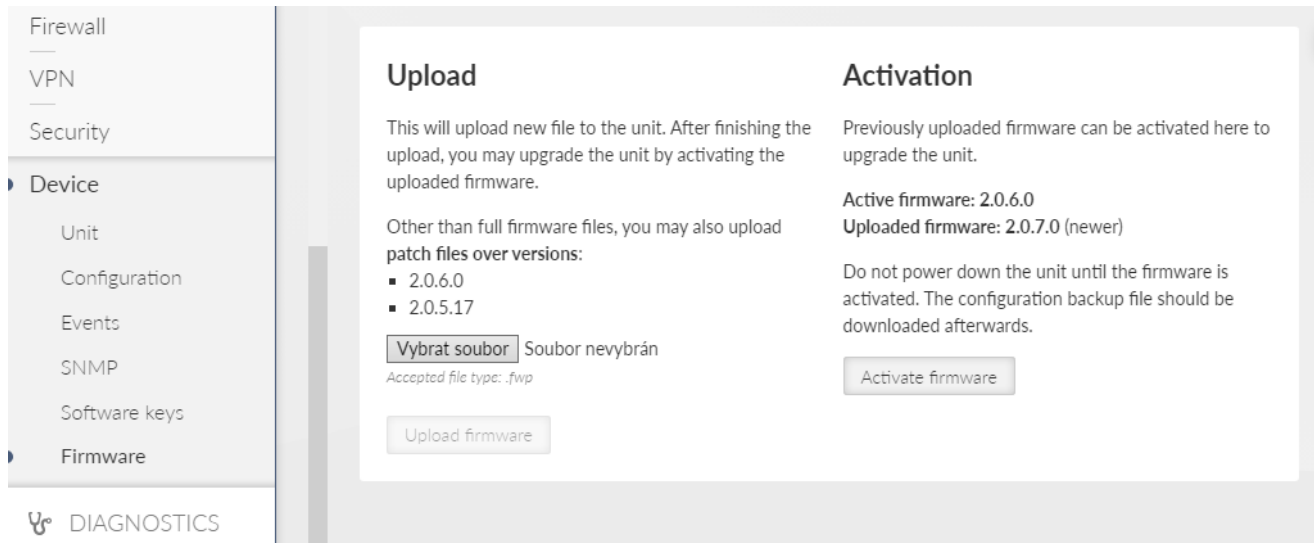 Firewall
VPN
Security
Device
Unit
Configuration
Events
SNMP
Software keys
Firmware
DIAGNOSTICS
Upload
This will upload new file to the unit. After finishing the
upload, you may upgrade the unit by activating the
uploaded firmware.
Other than full firmware files, you may also upload
patch files over versions:
▪ 2.0.6.0
▪ 2.0.5.17
Vybrat soubor Soubor nevybrán
Accepted file type: .fwp
Upload firmware
Activation
Previously uploaded firmware can be activated here to
upgrade the unit.
Active firmware: 2.0.6.0
Uploaded firmware: 2.0.7.0 (newer)
Do not power down the unit until the firmware is
activated. The configuration backup file should be
downloaded afterwards.
Activate firmware